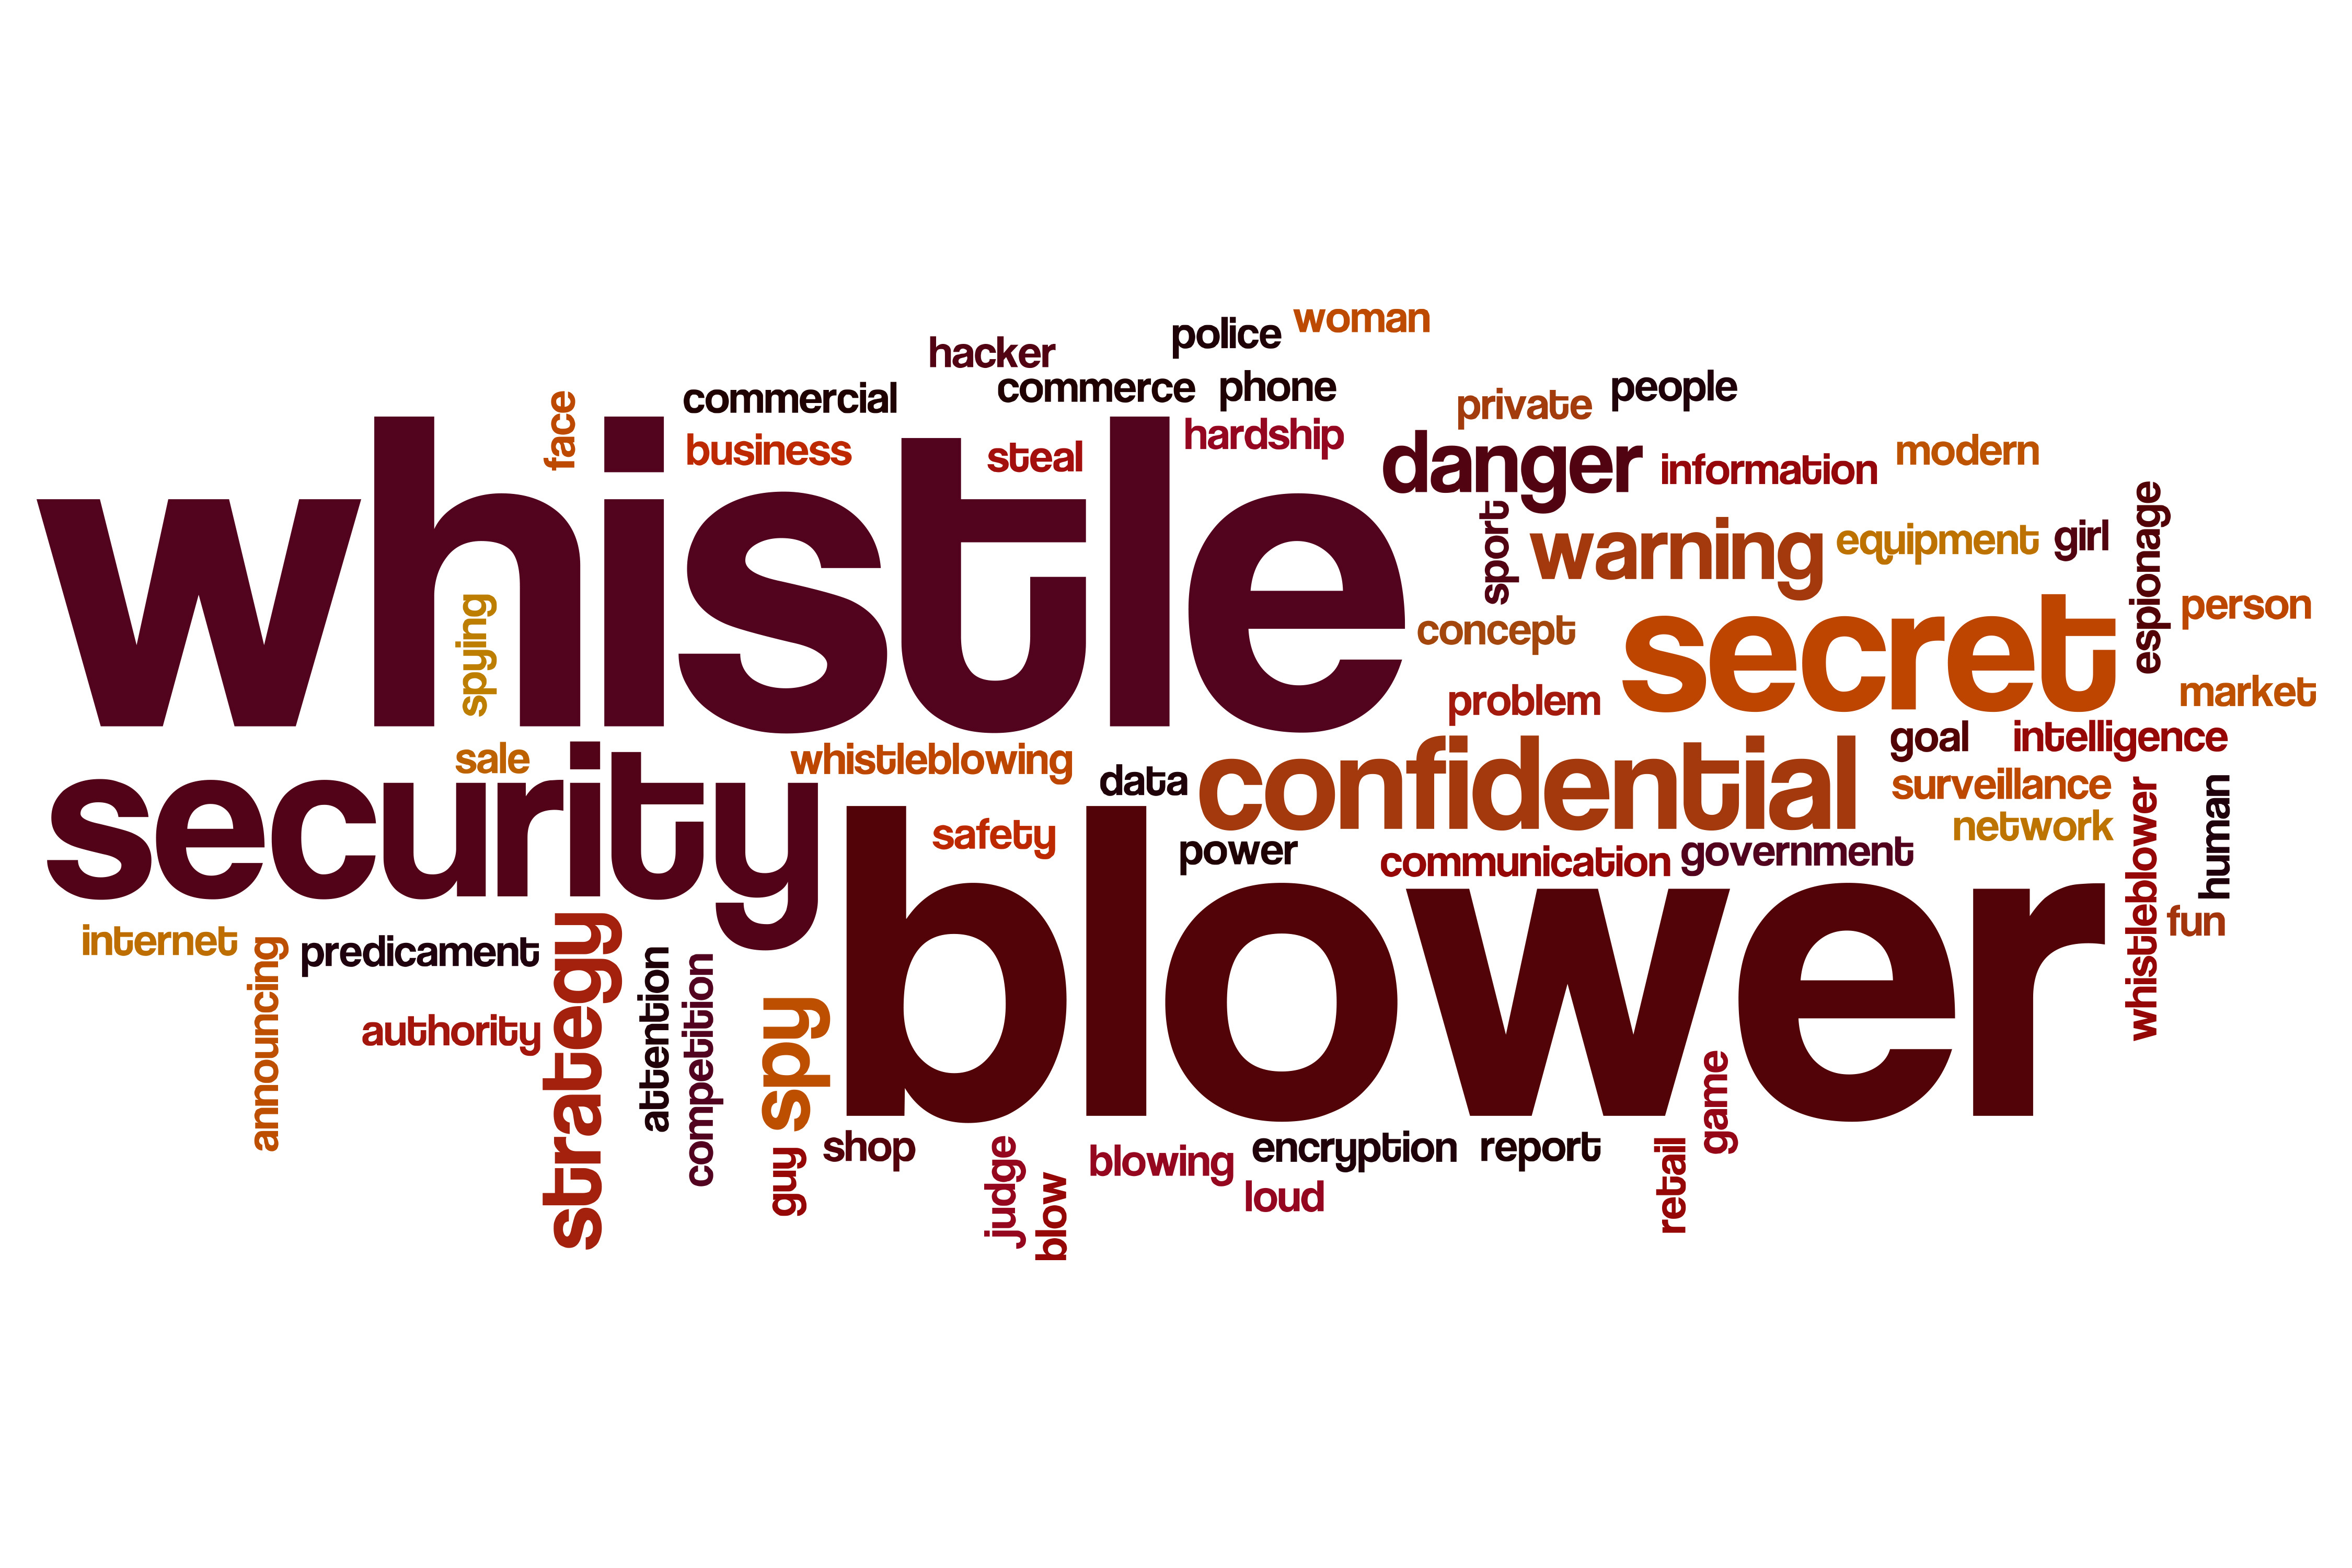 woman
police
hacker
commercial
commerce
phone
people
private
face
business
steal
hardship
danger
information
modern
whistle
sport
warning
equipment
girl
espionage
spying
concept
secret
person
problem
market
sale
whistleblowing
data
confidential
goal
intelligence
security
safety
power
surveillance
network
communication
government
whistleblower
human
blower
fun
internet
announcing
predicament
authority
strategy
attention
competition
spy
guy
shop
judge
blow
blowing
encryption
report
loud
retail
game